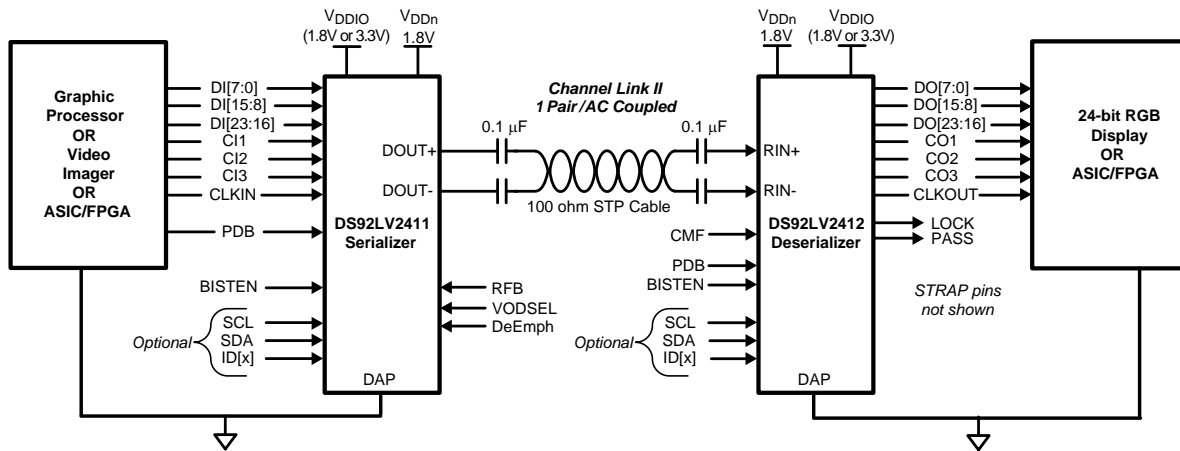 VDDIO
(1.8V or 3.3V)
VDDn
1.8V
VDDn
1.8V
VDDIO
(1.8V or 3.3V)
Graphic
Processor
OR
Video
Imager
OR
ASIC/FPGA
DI[7:0]
DI[15:8]
DI[23:16]
CI1
CI2
CI3
CLKIN
PDB
BISTEN
Optional
SCL
SDA
ID[x]
DOUT+
DOUT-
DS92LV2411
Serializer
DAP
RFB
VODSEL
DeEmph
Channel Link II
1 Pair /AC Coupled
0.1 μF
0.1 μF
100 ohm STP Cable
CMF
PDB
BISTEN
Optional
SCL
SDA
ID[x]
RIN+
RIN-
DS92LV2412
Deserializer
DAP
DO[7:0]
DO[15:8]
DO[23:16]
CO1
CO2
CO3
CLKOUT
LOCK
PASS
STRAP pins
not shown
24-bit RGB
Display
OR
ASIC/FPGA